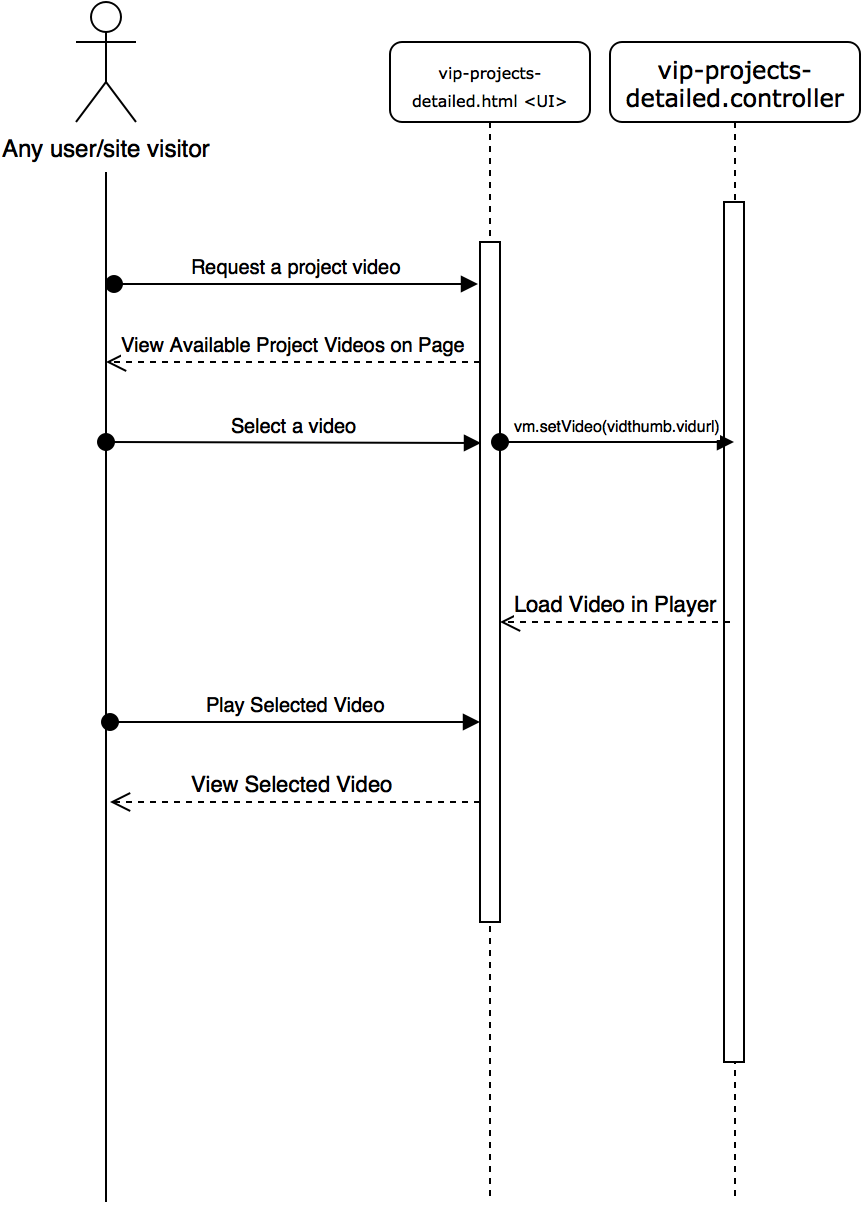 vip-projects-
detailed.html <UI>
vip-projects-
detailed.controller
Any user/site visitor
Request a project video
View Available Project Videos on Page
Select a video
vm.setVideo(vidthumb.vidurl)
Load Video in Player
Play Selected Video
View Selected Video